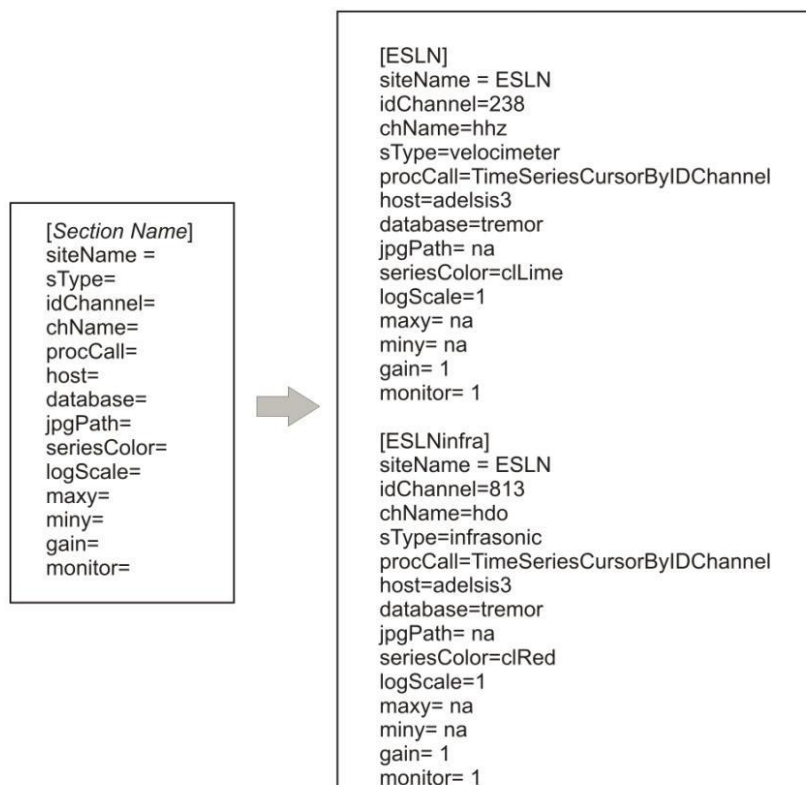 [Section Name]
siteName =
sType=
idChannel=
chName=
procCall=
host=
database=
jpgPath=
seriesColor=
logScale=
maxy=
miny=
gain=
monitor=
[ESLN]
siteName = ESLN
idChannel=238
chName=hhz
sType=velocimeter
procCall=TimeSeriesCursorByIDChannel
host=adelsis3
database=tremor
jpgPath= na
seriesColor=clLime
logScale=1
maxy= na
miny= na
gain= 1
monitor= 1
[ESLNinfra]
siteName = ESLN
idChannel=813
chName=hdo
sType=infrasonic
procCall=TimeSeriesCursorByIDChannel
host=adelsis3
database=tremor
jpgPath= na
seriesColor=clRed
logScale=1
maxy= na
miny= na
gain= 1
monitor= 1